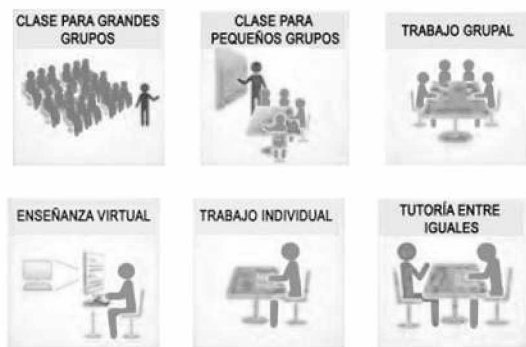 CLASE PARA GRANDES
GRUPOS
CLASE PARA
PEQUEÑOS GRUPOS
TRABAJO GRUPAL
ENSEÑANZA VIRTUAL
TRABAJO INDIVIDUAL
TUTORÍA ENTRE
IGUALES